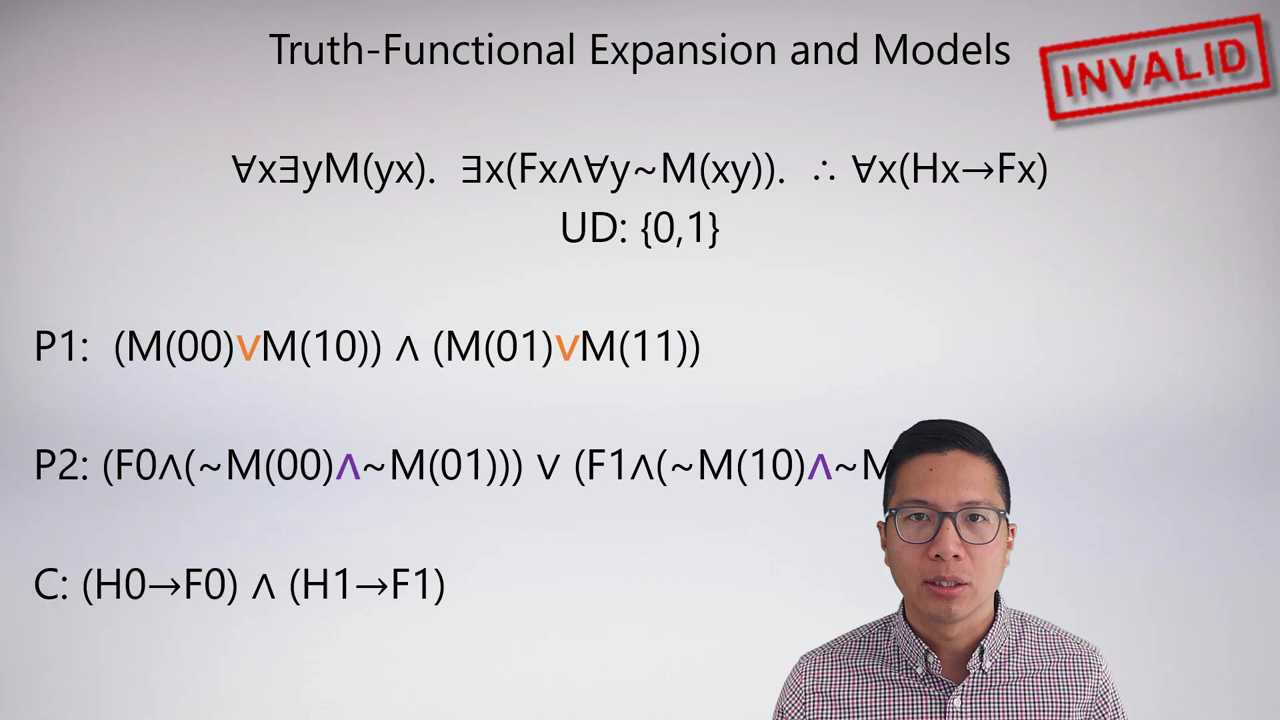 Truth-Functional Expansion and Models
INVALID
∀x∃yM(yx). ∃x(Fx∧∀y~M(xy)). ∴ ∀x(Hx→Fx)
UD: {0,1}
P1: (M(00)∨M(10)) ∧ (M(01)∨M(11))
P2: (F0∧(~M(00)∧~M(01))) ∨ (F1∧(~M(10)∧~M
C: (H0→F0) ∧ (H1→F1)